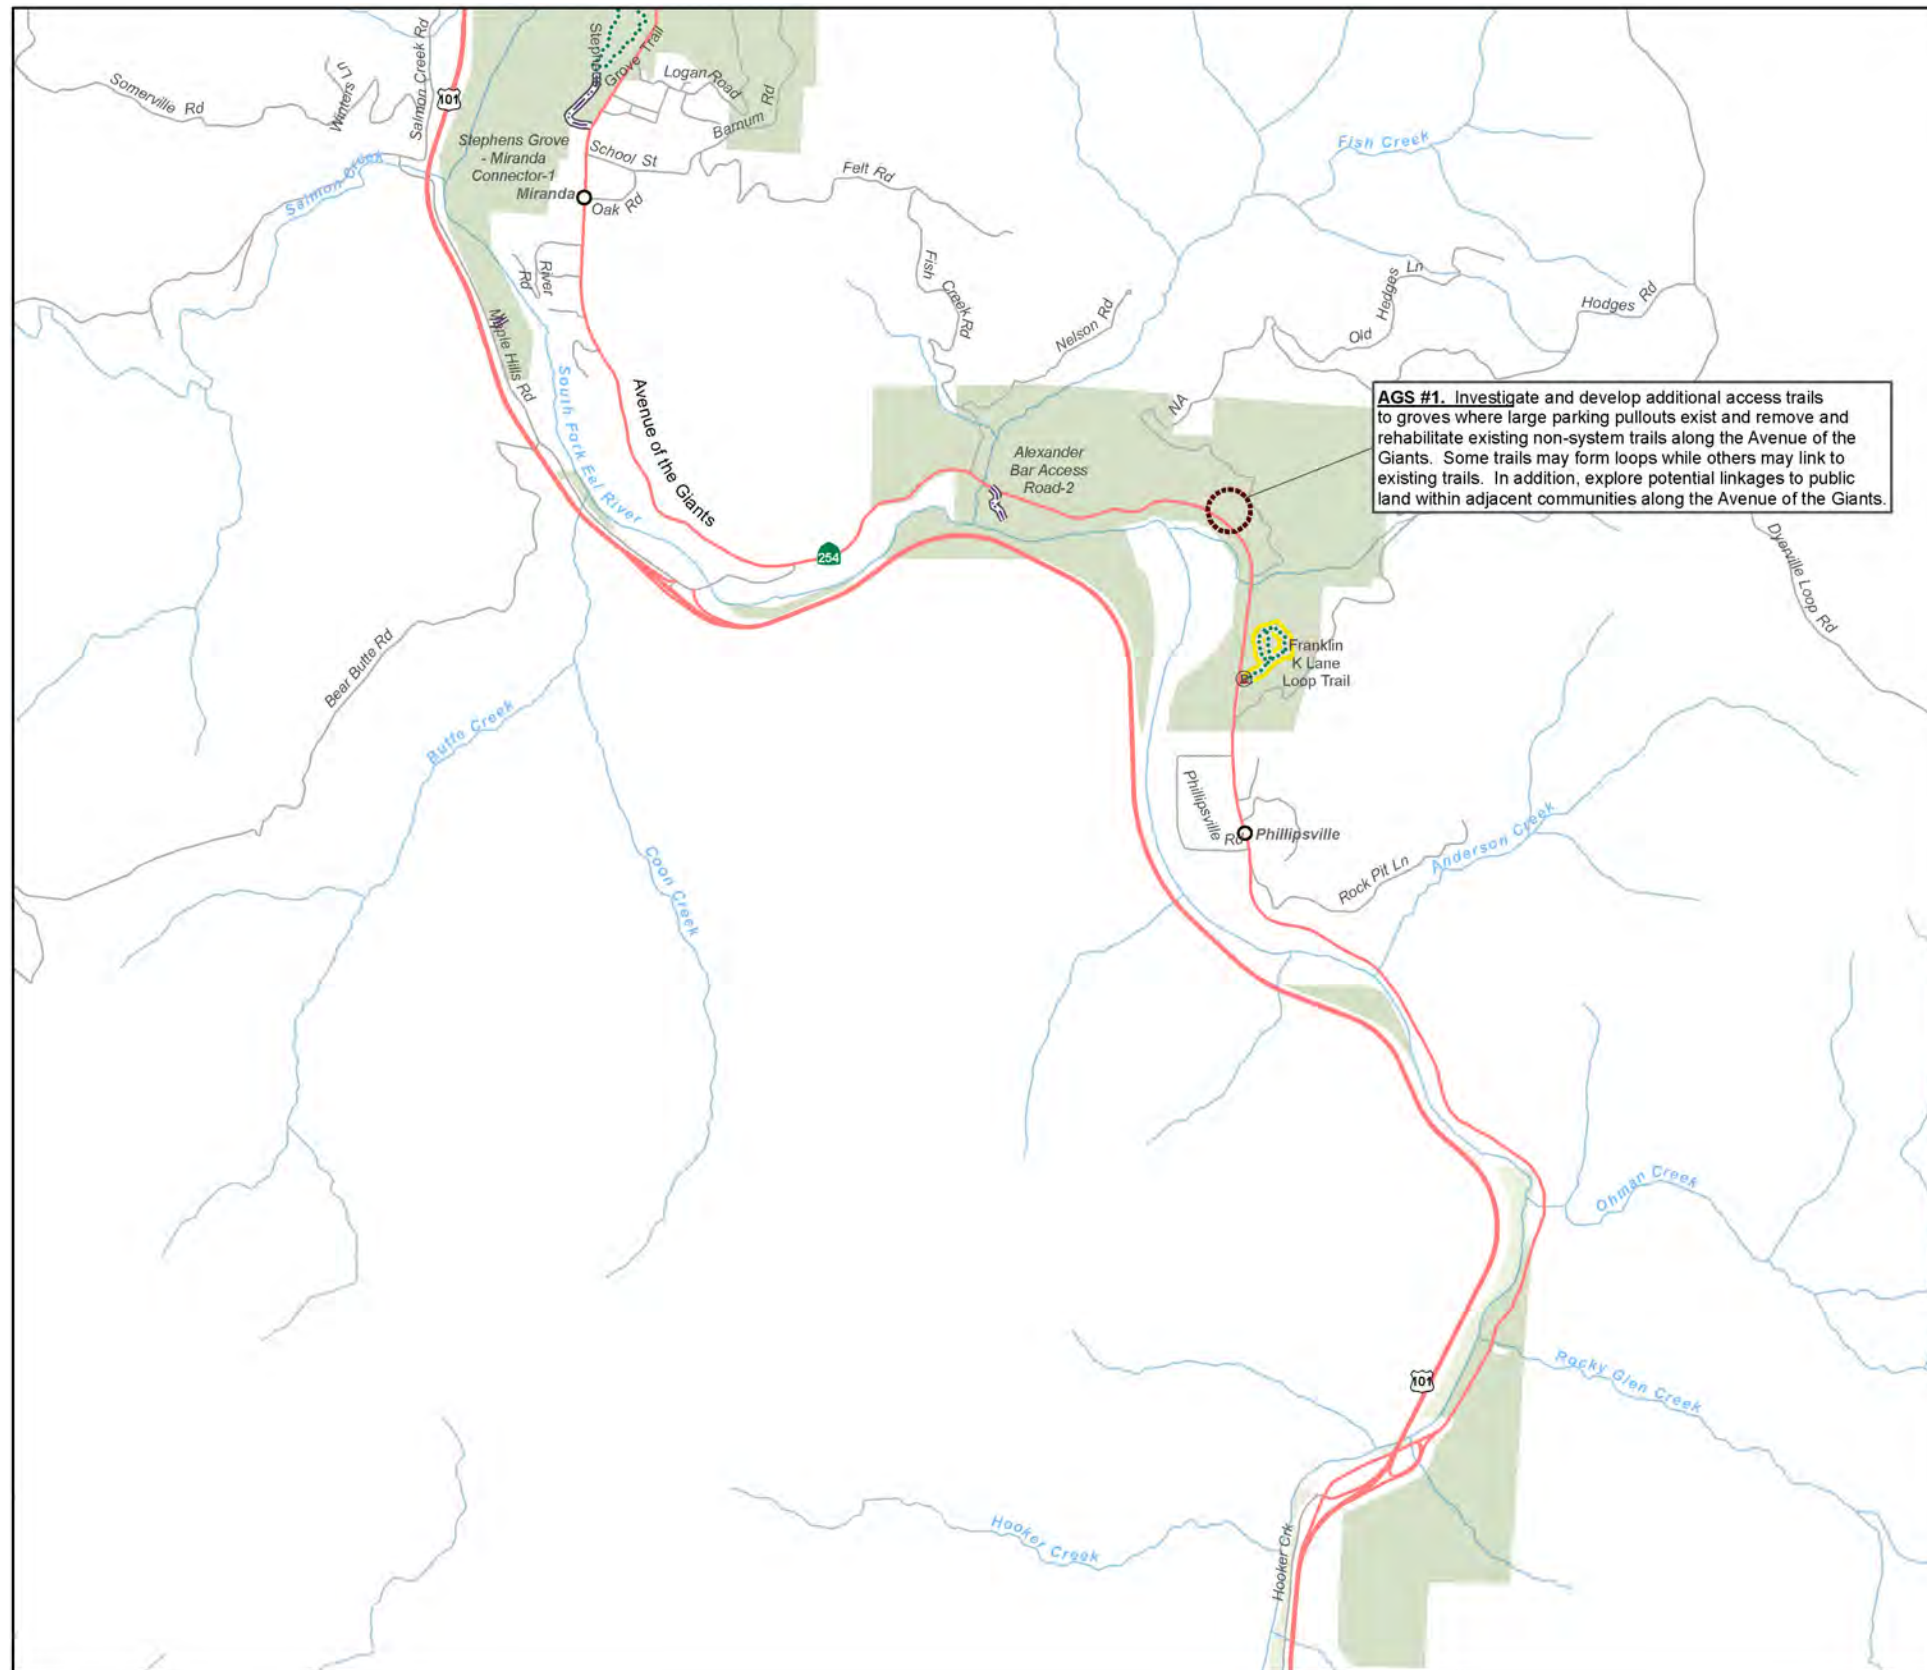 Somerville Rd
Winters Ln
Salmon Creek Rd
101
Stephens
Grove Trail
Logan Road
Barnum Rd
Stephens Grove
- Miranda
Connector-1
Miranda
School St
Oak Rd
Felt Rd
Fish Creek
Salmon Creek
River
Rd
Fish
Creek Rd
Nelson Rd
Old Hedges Ln
Hodges Rd
Maple Hills Rd
South Fork Eel River
Avenue of the Giants
NA
AGS #1. Investigate and develop additional access trails
to groves where large parking pullouts exist and remove and
rehabilitate existing non-system trails along the Avenue of the
Giants. Some trails may form loops while others may link to
existing trails. In addition, explore potential linkages to public
land within adjacent communities along the Avenue of the Giants.
Alexander
Bar Access
Road-2
254
Dyerville Loop Rd
Bear Butte Rd
Franklin
K Lane
Loop Trail
Butte Creek
Phillipsville
Rd
Phillipsville
Coon Creek
Rock Pit Ln
Anderson Creek
Ohman Creek
Rocky Glen Creek
101
Hooker Creek
Hooker Crk